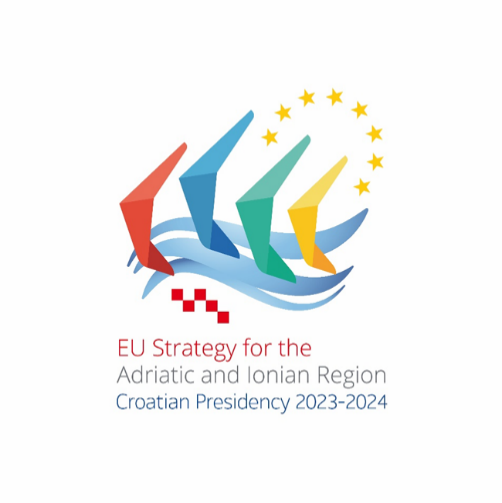 EU Strategy for the
Adriatic and Ionian Region
Croatian Presidency 2023-2024